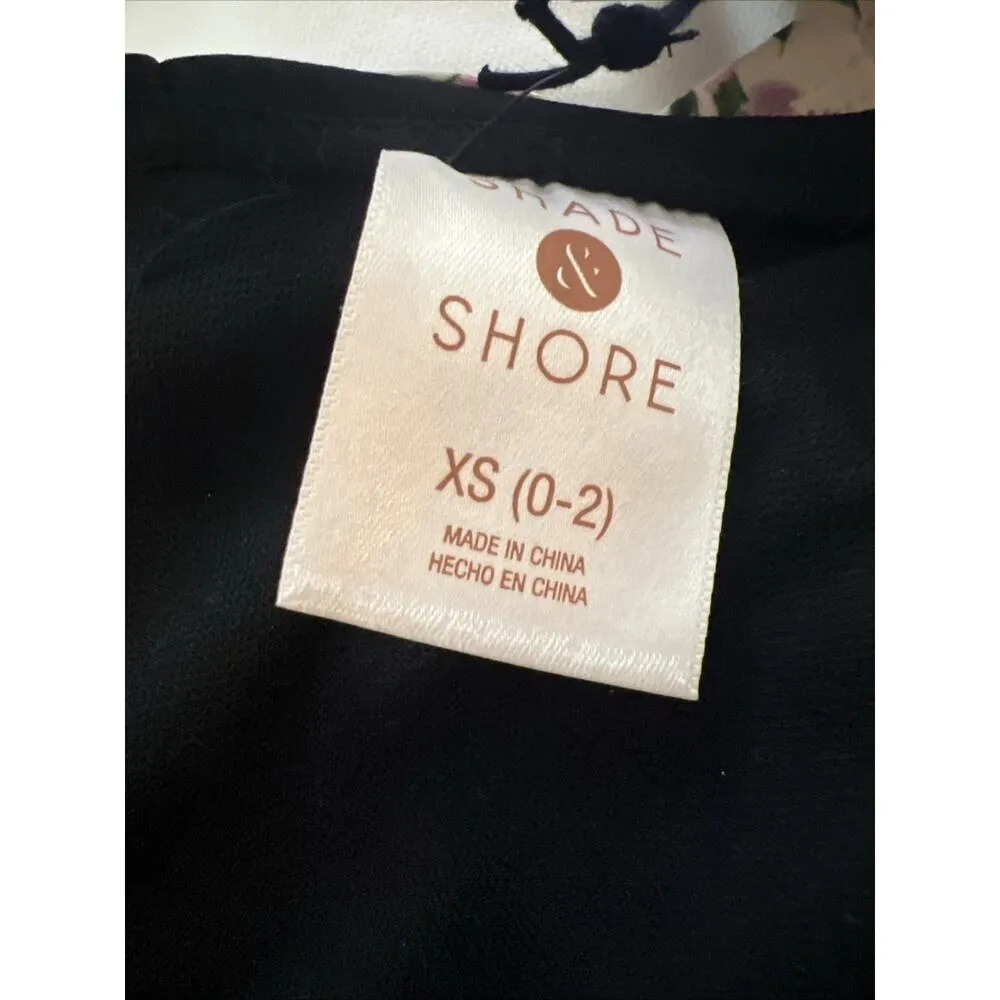 SHADE
&
SHORE
XS (0-2)
MADE IN CHINA
HECHO EN CHINA